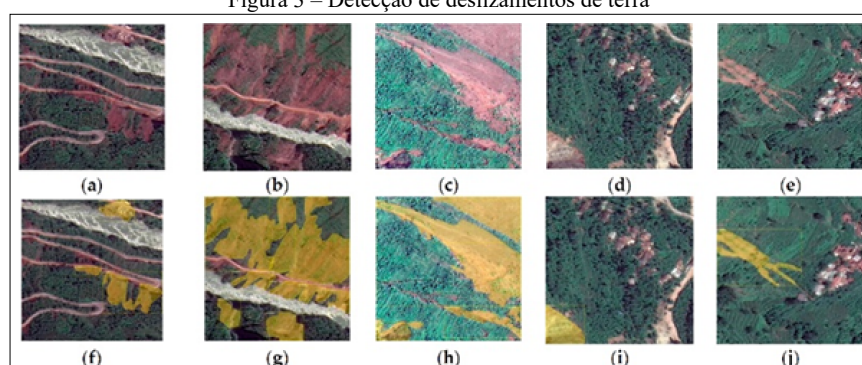 Figura 3 – Detecção de deslizamentos de terra
(a) (b) (c) (d) (e)
(f) (g) (h) (i) (j)